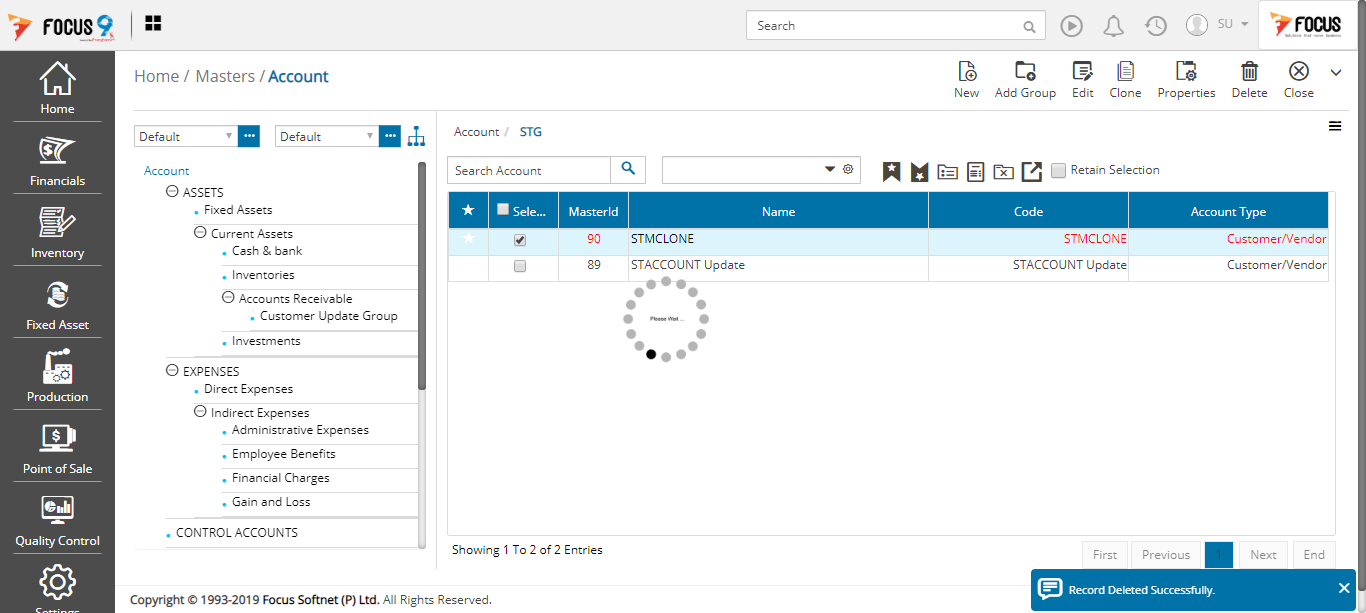 FOCUS 9
Search
SU
FOCUS
Home / Masters / Account
New
Add Group
Edit
Clone
Properties
Delete
Close
Home
Financials
Inventory
Fixed Asset
Production
Point of Sale
Quality Control
Settings
Default
Default
Account
ASSETS
Fixed Assets
Current Assets
Cash & bank
Inventories
Accounts Receivable
Customer Update Group
Investments
EXPENSES
Direct Expenses
Indirect Expenses
Administrative Expenses
Employee Benefits
Financial Charges
Gain and Loss
CONTROL ACCOUNTS
Account / STG
Search Account
Retain Selection
Sele... MasterId Name Code Account Type
90 STMCLONE STMCLONE Customer/Vendor
89 STACCOUNT Update STACCOUNT Update Customer/Vendor
Please Wait ...
Showing 1 To 2 of 2 Entries
First Previous 1 Next End
Record Deleted Successfully.
Copyright © 1993-2019 Focus Softnet (P) Ltd. All Rights Reserved.